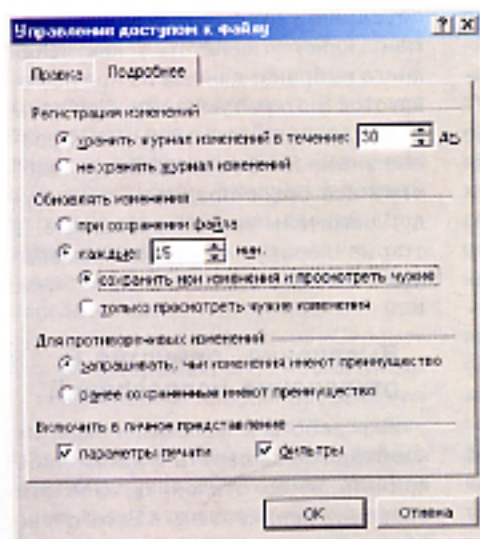 Управления доступом к файлу
Правка Подробнее
Регистрация изменений
хранить журнал изменений в течение: 30 дн
не хранить журнал изменений
Обновлять изменения
при сохранении файла
каждые: 15 мин.
сохранить мои изменения и просмотреть чужие
только просмотреть чужие изменения
Для противоречивых изменений
запрашивать, чьи изменения имеют преимущество
ранее сохраненные имеют преимущество
Включить в личное представление
параметры печати фильтры
OK Отмена